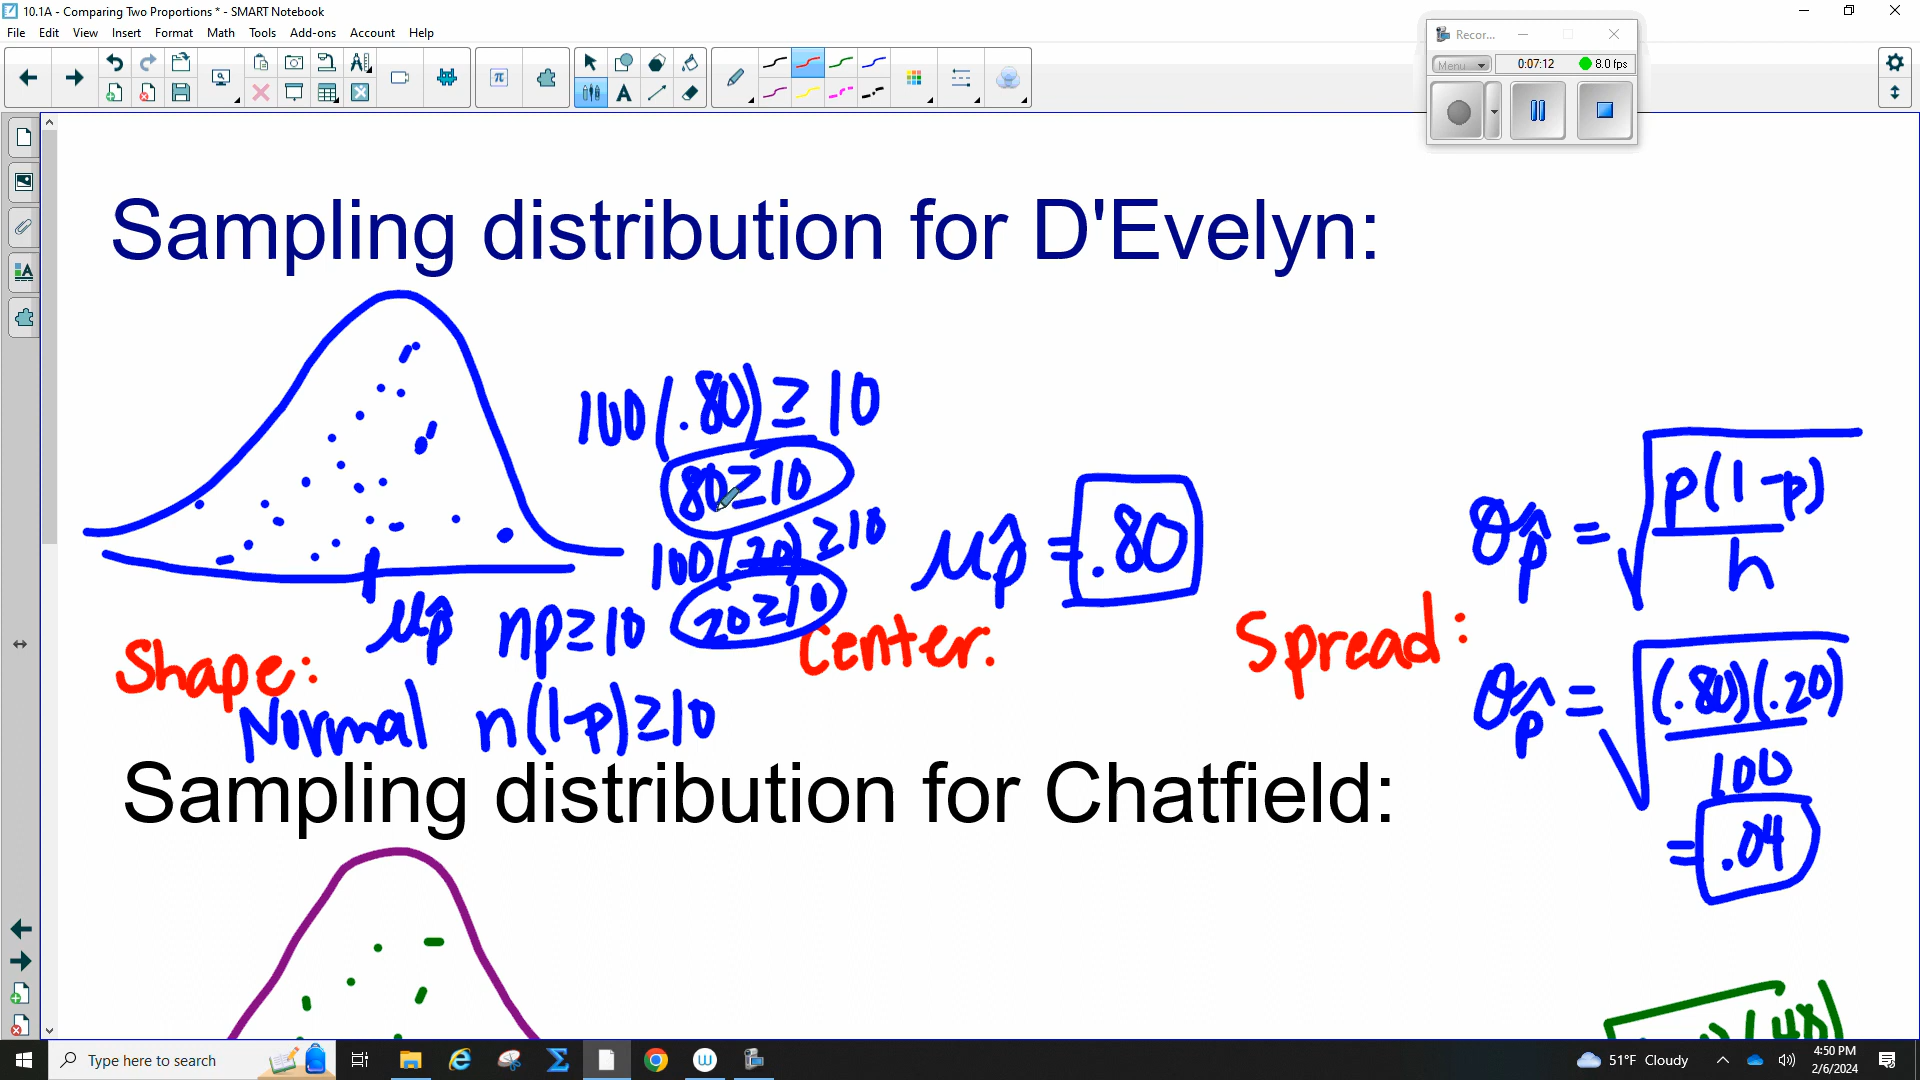 10.1A - Comparing Two Proportions * - SMART Notebook
File Edit View Insert Format Math Tools Add-ons Account Help
Recor...
Menu 0:07:12 8.0 fps
Sampling distribution for D'Evelyn:
100(.80) ≥ 10
80 ≥ 10
100(.20) ≥ 10
20 ≥ 10
μp̂ = .80
σp̂ = √(p(1-p)/n)
μp̂ np ≥ 10
Shape: Center: Spread:
Normal n(1-p) ≥ 10
σp̂ = √((.80)(.20)/100)
= .04
Sampling distribution for Chatfield:
Type here to search
51°F Cloudy
4:50 PM
2/6/2024